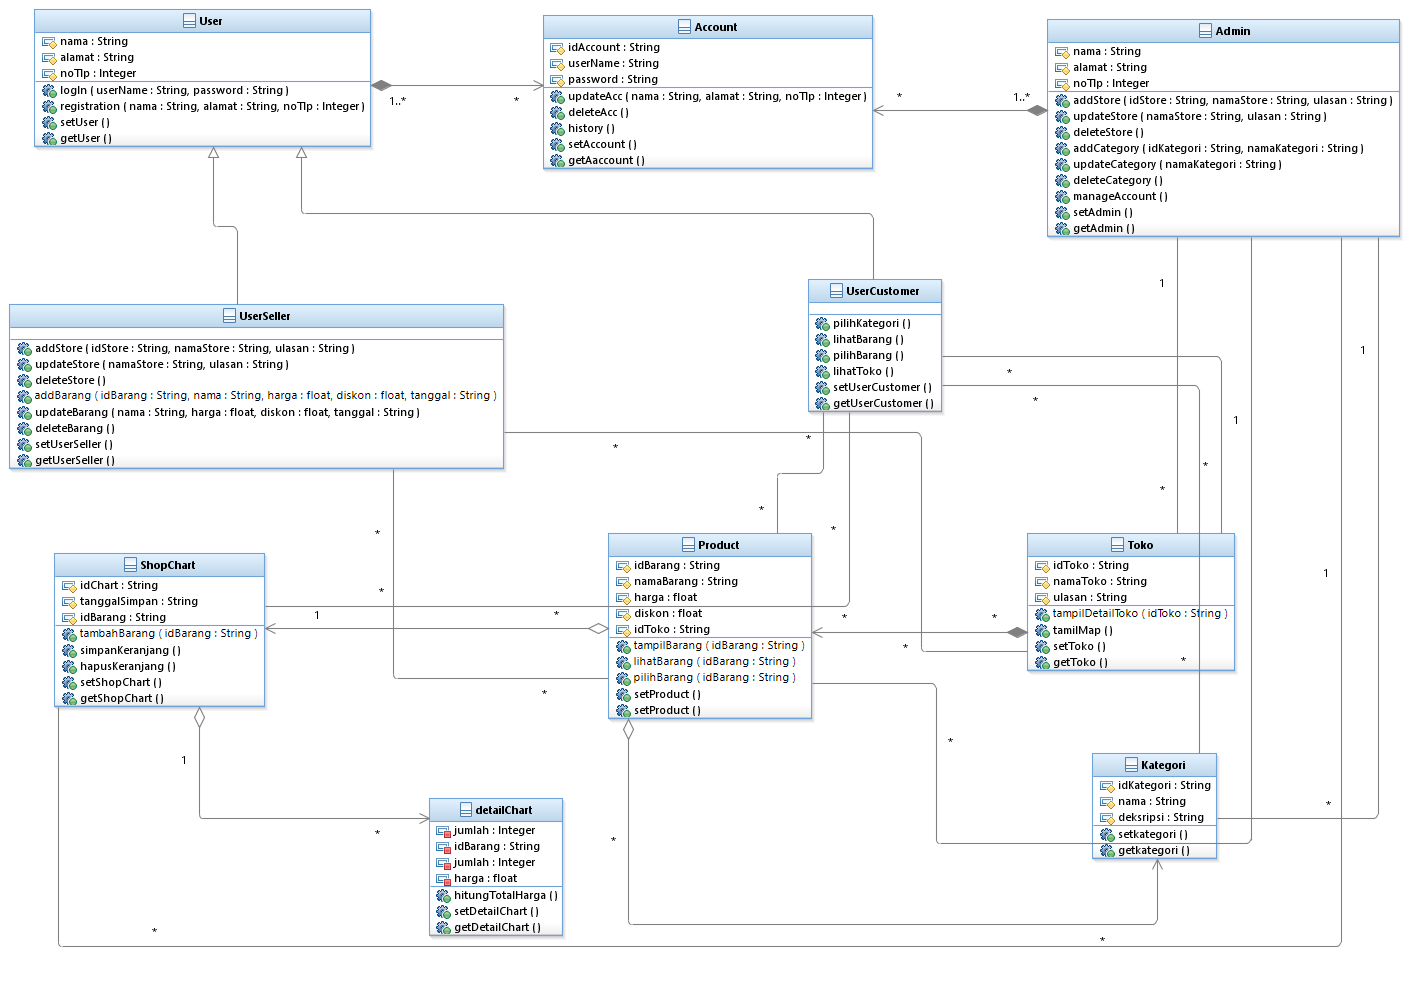 User
nama : String
alamat : String
noTlp : Integer
logIn ( userName : String, password : String )
registration ( nama : String, alamat : String, noTlp : Integer )
setUser ( )
getUser ( )
1..*
*
Account
idAccount : String
userName : String
password : String
updateAcc ( nama : String, alamat : String, noTlp : Integer )
deleteAcc ( )
history ( )
setAccount ( )
getAaccount ( )
*
1..*
Admin
nama : String
alamat : String
noTlp : Integer
addStore ( idStore : String, namaStore : String, ulasan : String )
updateStore ( namaStore : String, ulasan : String )
deleteStore ( )
addCategory ( idKategori : String, namaKategori : String )
updateCategory ( namaKategori : String )
deleteCategory ( )
manageAccount ( )
setAdmin ( )
getAdmin ( )
1
1
UserSeller
addStore ( idStore : String, namaStore : String, ulasan : String )
updateStore ( namaStore : String, ulasan : String )
deleteStore ( )
addBarang ( idBarang : String, nama : String, harga : float, diskon : float, tanggal : String )
updateBarang ( nama : String, harga : float, diskon : float, tanggal : String )
deleteBarang ( )
setUserSeller ( )
getUserSeller ( )
UserCustomer
pilihKategori ( )
lihatBarang ( )
pilihBarang ( )
lihatToko ( )
setUserCustomer ( )
getUserCustomer ( )
*
*
1
*
*
*
*
*
*
*
ShopChart
idChart : String
tanggalSimpan : String
idBarang : String
tambahBarang ( idBarang : String )
simpanKeranjang ( )
hapusKeranjang ( )
setShopChart ( )
getShopChart ( )
*
1
*
Product
idBarang : String
namaBarang : String
harga : float
diskon : float
idToko : String
tampilBarang ( idBarang : String )
lihatBarang ( idBarang : String )
pilihBarang ( idBarang : String )
setProduct ( )
setProduct ( )
*
*
*
*
Toko
idToko : String
namaToko : String
ulasan : String
tampilDetailToko ( idToko : String )
tamilMap ( )
setToko ( )
getToko ( )
*
1
*
1
*
*
detailChart
jumlah : Integer
idBarang : String
jumlah : Integer
harga : float
hitungTotalHarga ( )
setDetailChart ( )
getDetailChart ( )
*
Kategori
idKategori : String
nama : String
deksripsi : String
setkategori ( )
getkategori ( )
*
*
*